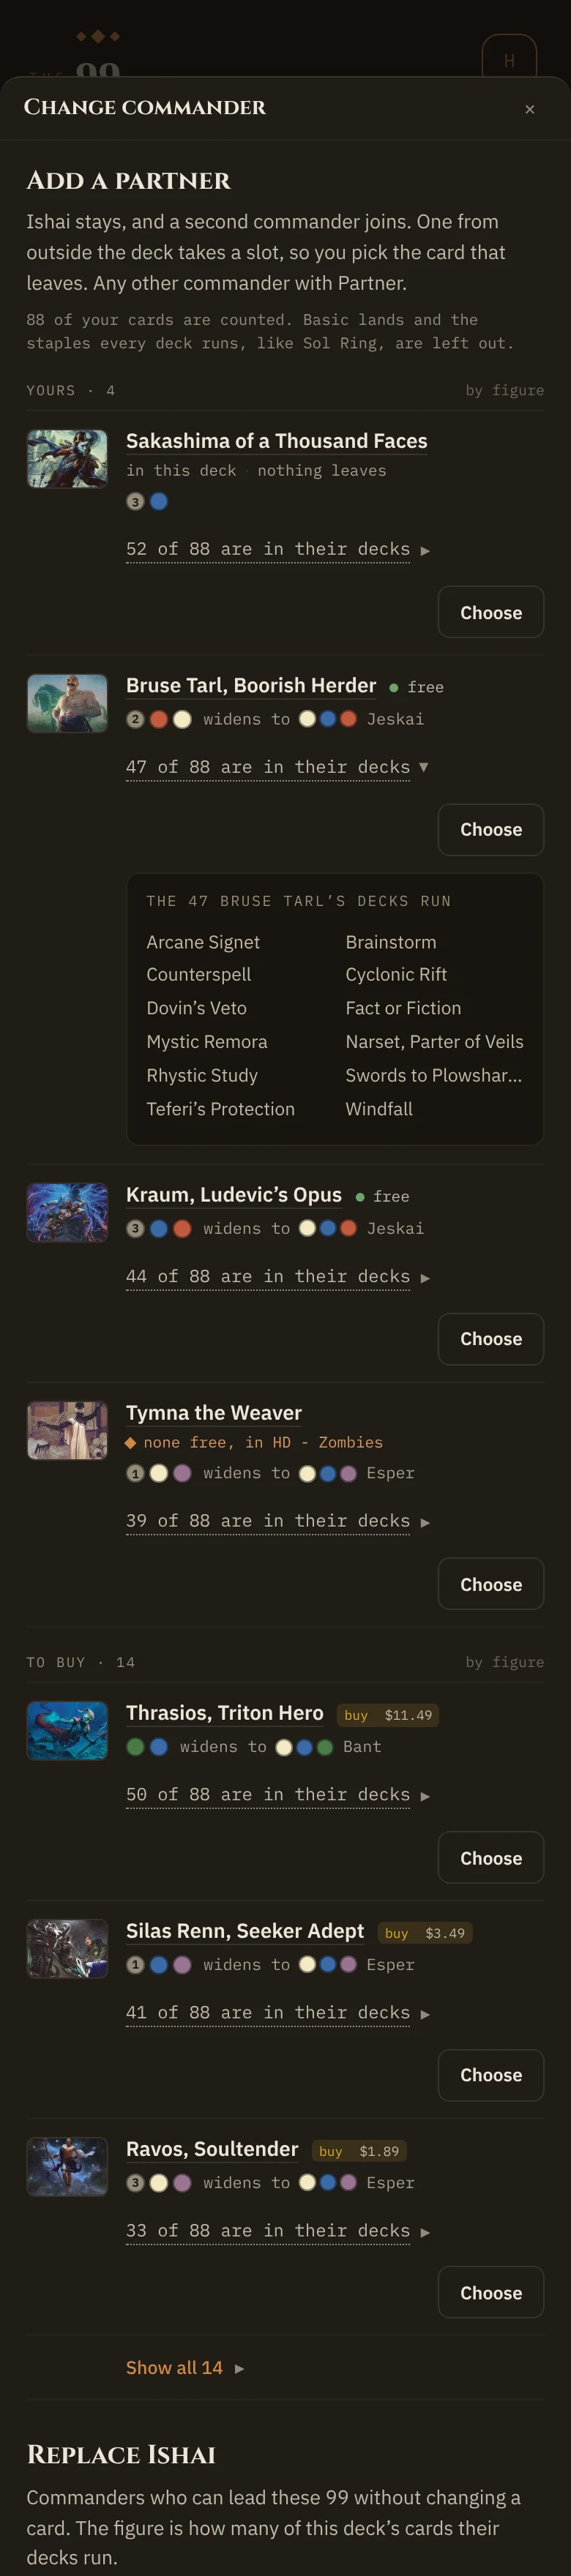 THE 99
H
Change commander
×
Add a partner
Ishai stays, and a second commander joins. One from
outside the deck takes a slot, so you pick the card that
leaves. Any other commander with Partner.
88 of your cards are counted. Basic lands and the
staples every deck runs, like Sol Ring, are left out.
YOURS · 4 by figure
Sakashima of a Thousand Faces
in this deck · nothing leaves
3
52 of 88 are in their decks ▶
Choose
Bruse Tarl, Boorish Herder ● free
2 widens to Jeskai
47 of 88 are in their decks ▼
Choose
THE 47 BRUSE TARL’S DECKS RUN
Arcane Signet Brainstorm
Counterspell Cyclonic Rift
Dovin’s Veto Fact or Fiction
Mystic Remora Narset, Parter of Veils
Rhystic Study Swords to Plowshar...
Teferi’s Protection Windfall
Kraum, Ludevic’s Opus ● free
3 widens to Jeskai
44 of 88 are in their decks ▶
Choose
Tymna the Weaver
◆ none free, in HD - Zombies
1 widens to Esper
39 of 88 are in their decks ▶
Choose
TO BUY · 14 by figure
Thrasios, Triton Hero buy $11.49
widens to Bant
50 of 88 are in their decks ▶
Choose
Silas Renn, Seeker Adept buy $3.49
1 widens to Esper
41 of 88 are in their decks ▶
Choose
Ravos, Soultender buy $1.89
3 widens to Esper
33 of 88 are in their decks ▶
Choose
Show all 14 ▶
Replace Ishai
Commanders who can lead these 99 without changing a
card. The figure is how many of this deck’s cards their
decks run.